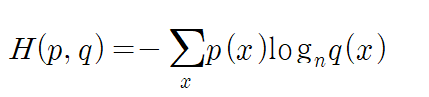 H(p, q) = − ∑ₓ p(x) logₙ q(x)